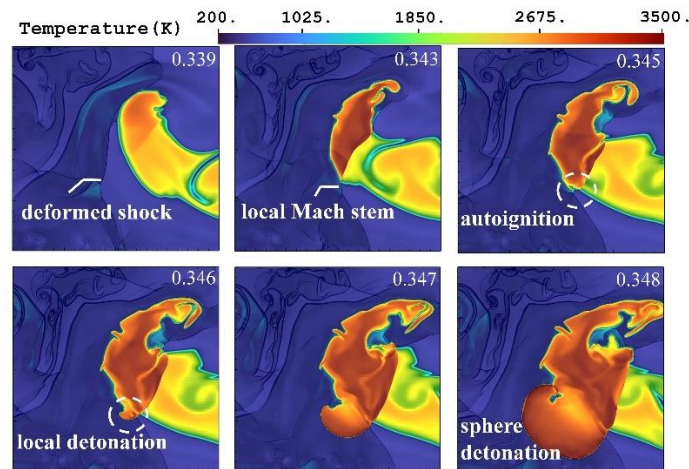 Temperature(K) 200. 1025. 1850. 2675. 3500.
0.339
deformed shock
0.343
local Mach stem
0.345
autoignition
0.346
local detonation
0.347
0.348
sphere
detonation